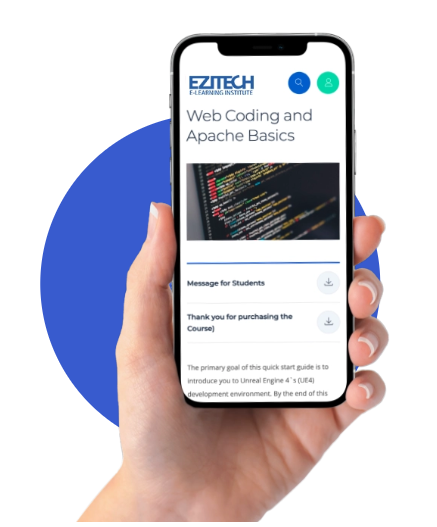 EZITECH
E-LEARNING INSTITUTE
Web Coding and
Apache Basics
Message for Students
Thank you for purchasing the
Course)
The primary goal of this quick start guide is to
introduce you to Unreal Engine 4`s (UE4)
development environment. By the end of this